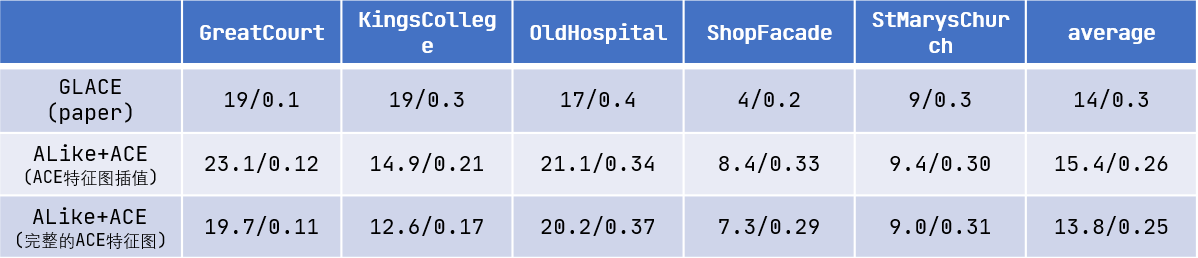 GreatCourt KingsColleg OldHospital ShopFacade StMarysChur average
e ch
GLACE
(paper) 19/0.1 19/0.3 17/0.4 4/0.2 9/0.3 14/0.3
ALike+ACE
(ACE特征图插值) 23.1/0.12 14.9/0.21 21.1/0.34 8.4/0.33 9.4/0.30 15.4/0.26
ALike+ACE
(完整的ACE特征图) 19.7/0.11 12.6/0.17 20.2/0.37 7.3/0.29 9.0/0.31 13.8/0.25